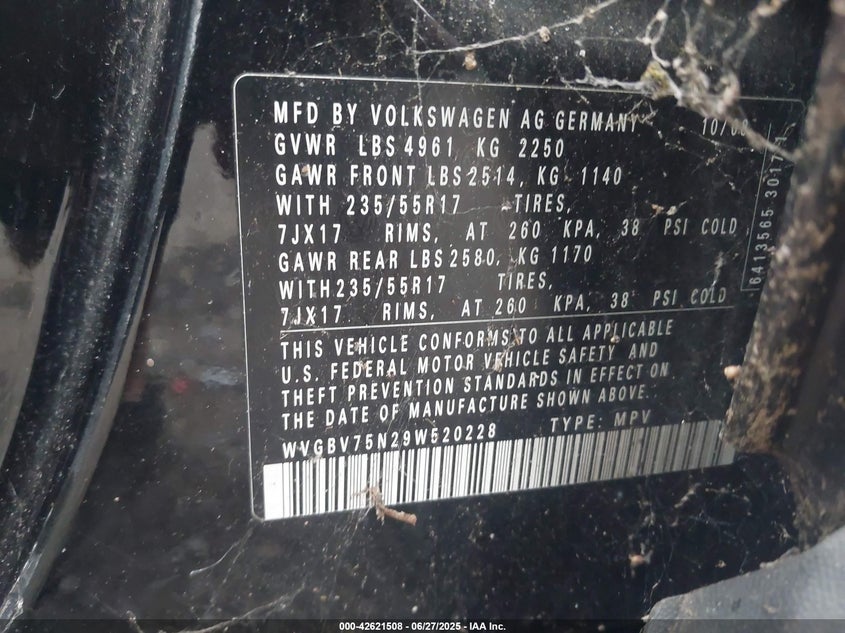 MFD BY VOLKSWAGEN AG GERMANY 10/08
GVWR LBS 4961 KG 2250
GAWR FRONT LBS 2514, KG 1140
WITH 235/55R17 TIRES,
7JX17 RIMS, AT 260 KPA, 38 PSI COLD
GAWR REAR LBS 2580, KG 1170
WITH 235/55R17 TIRES,
7JX17 RIMS, AT 260 KPA, 38 PSI COLD
THIS VEHICLE CONFORMS TO ALL APPLICABLE
U.S. FEDERAL MOTOR VEHICLE SAFETY AND
THEFT PREVENTION STANDARDS IN EFFECT ON
THE DATE OF MANUFACTURE SHOWN ABOVE.
WVGBV75N29W520228 TYPE: MPV
6413565
000-42621508 - 06/27/2025 - IAA Inc.